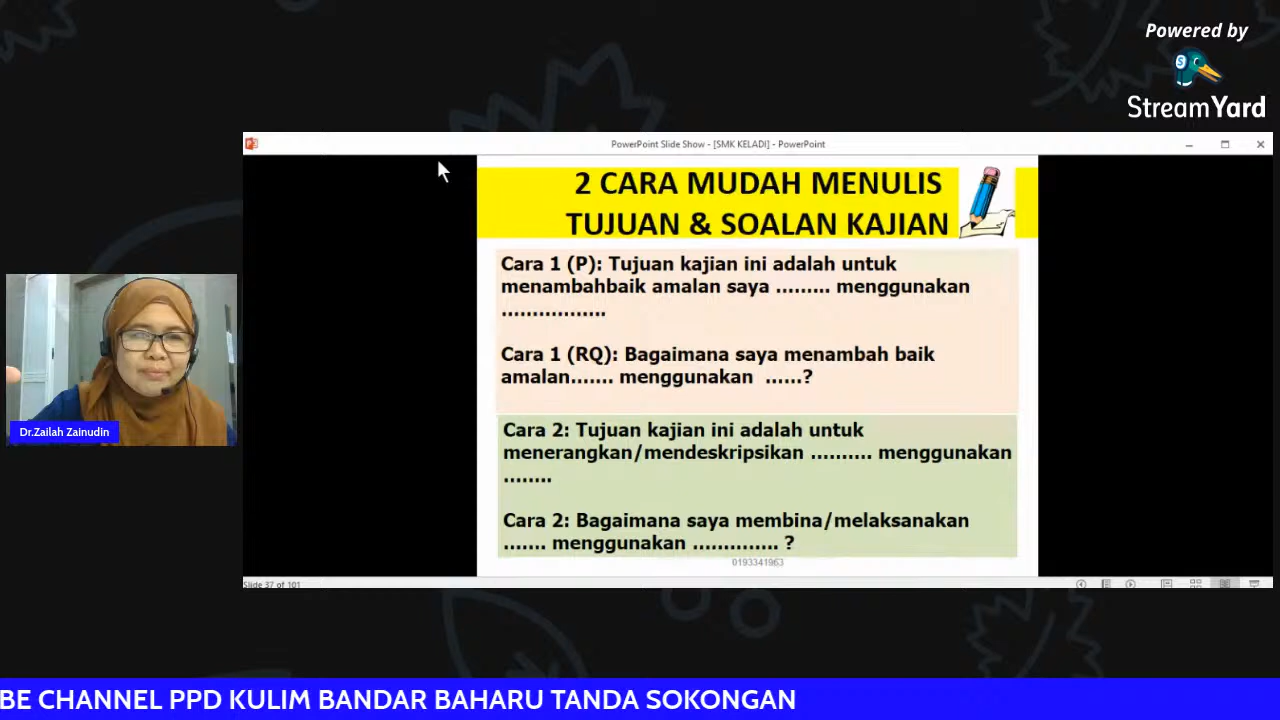 Powered by
StreamYard
PowerPoint Slide Show - [SMK KELADI] - PowerPoint
2 CARA MUDAH MENULIS
TUJUAN & SOALAN KAJIAN
Cara 1 (P): Tujuan kajian ini adalah untuk
menambahbaik amalan saya ......... menggunakan
.................
Cara 1 (RQ): Bagaimana saya menambah baik
amalan....... menggunakan ......?
Cara 2: Tujuan kajian ini adalah untuk
menerangkan/mendeskripsikan .......... menggunakan
........
Cara 2: Bagaimana saya membina/melaksanakan
....... menggunakan .............. ?
0193341963
Slide 37 of 101
Dr.Zailah Zainudin
BE CHANNEL PPD KULIM BANDAR BAHARU TANDA SOKONGAN